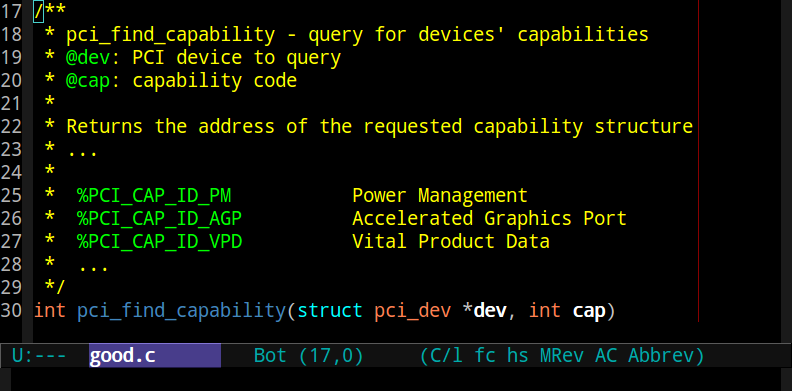 17 /**
18  * pci_find_capability - query for devices' capabilities
19  * @dev: PCI device to query
20  * @cap: capability code
21  *
22  * Returns the address of the requested capability structure
23  * ...
24  *
25  *  %PCI_CAP_ID_PM           Power Management
26  *  %PCI_CAP_ID_AGP          Accelerated Graphics Port
27  *  %PCI_CAP_ID_VPD          Vital Product Data
28  *  ...
29  */
30 int pci_find_capability(struct pci_dev *dev, int cap)
U:---  good.c   Bot (17,0)     (C/l fc hs MRev AC Abbrev)